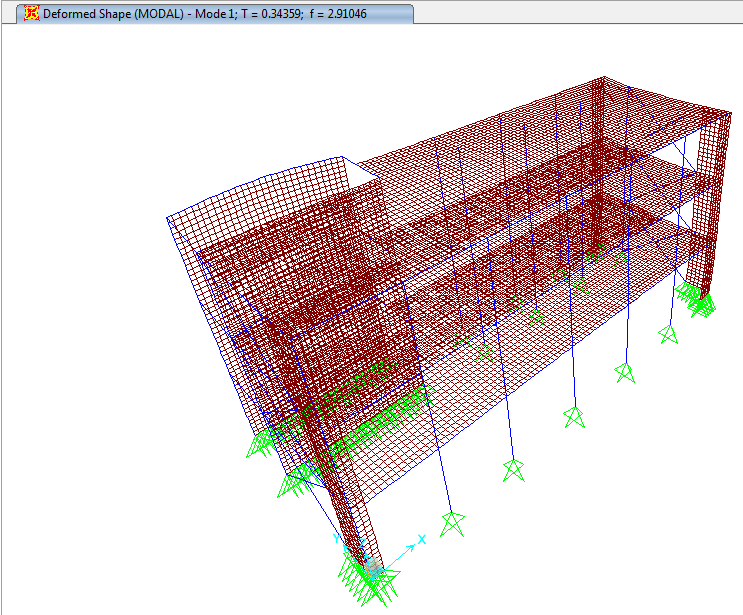 Deformed Shape (MODAL) - Mode 1; T = 0.34359; f = 2.91046
Y
X